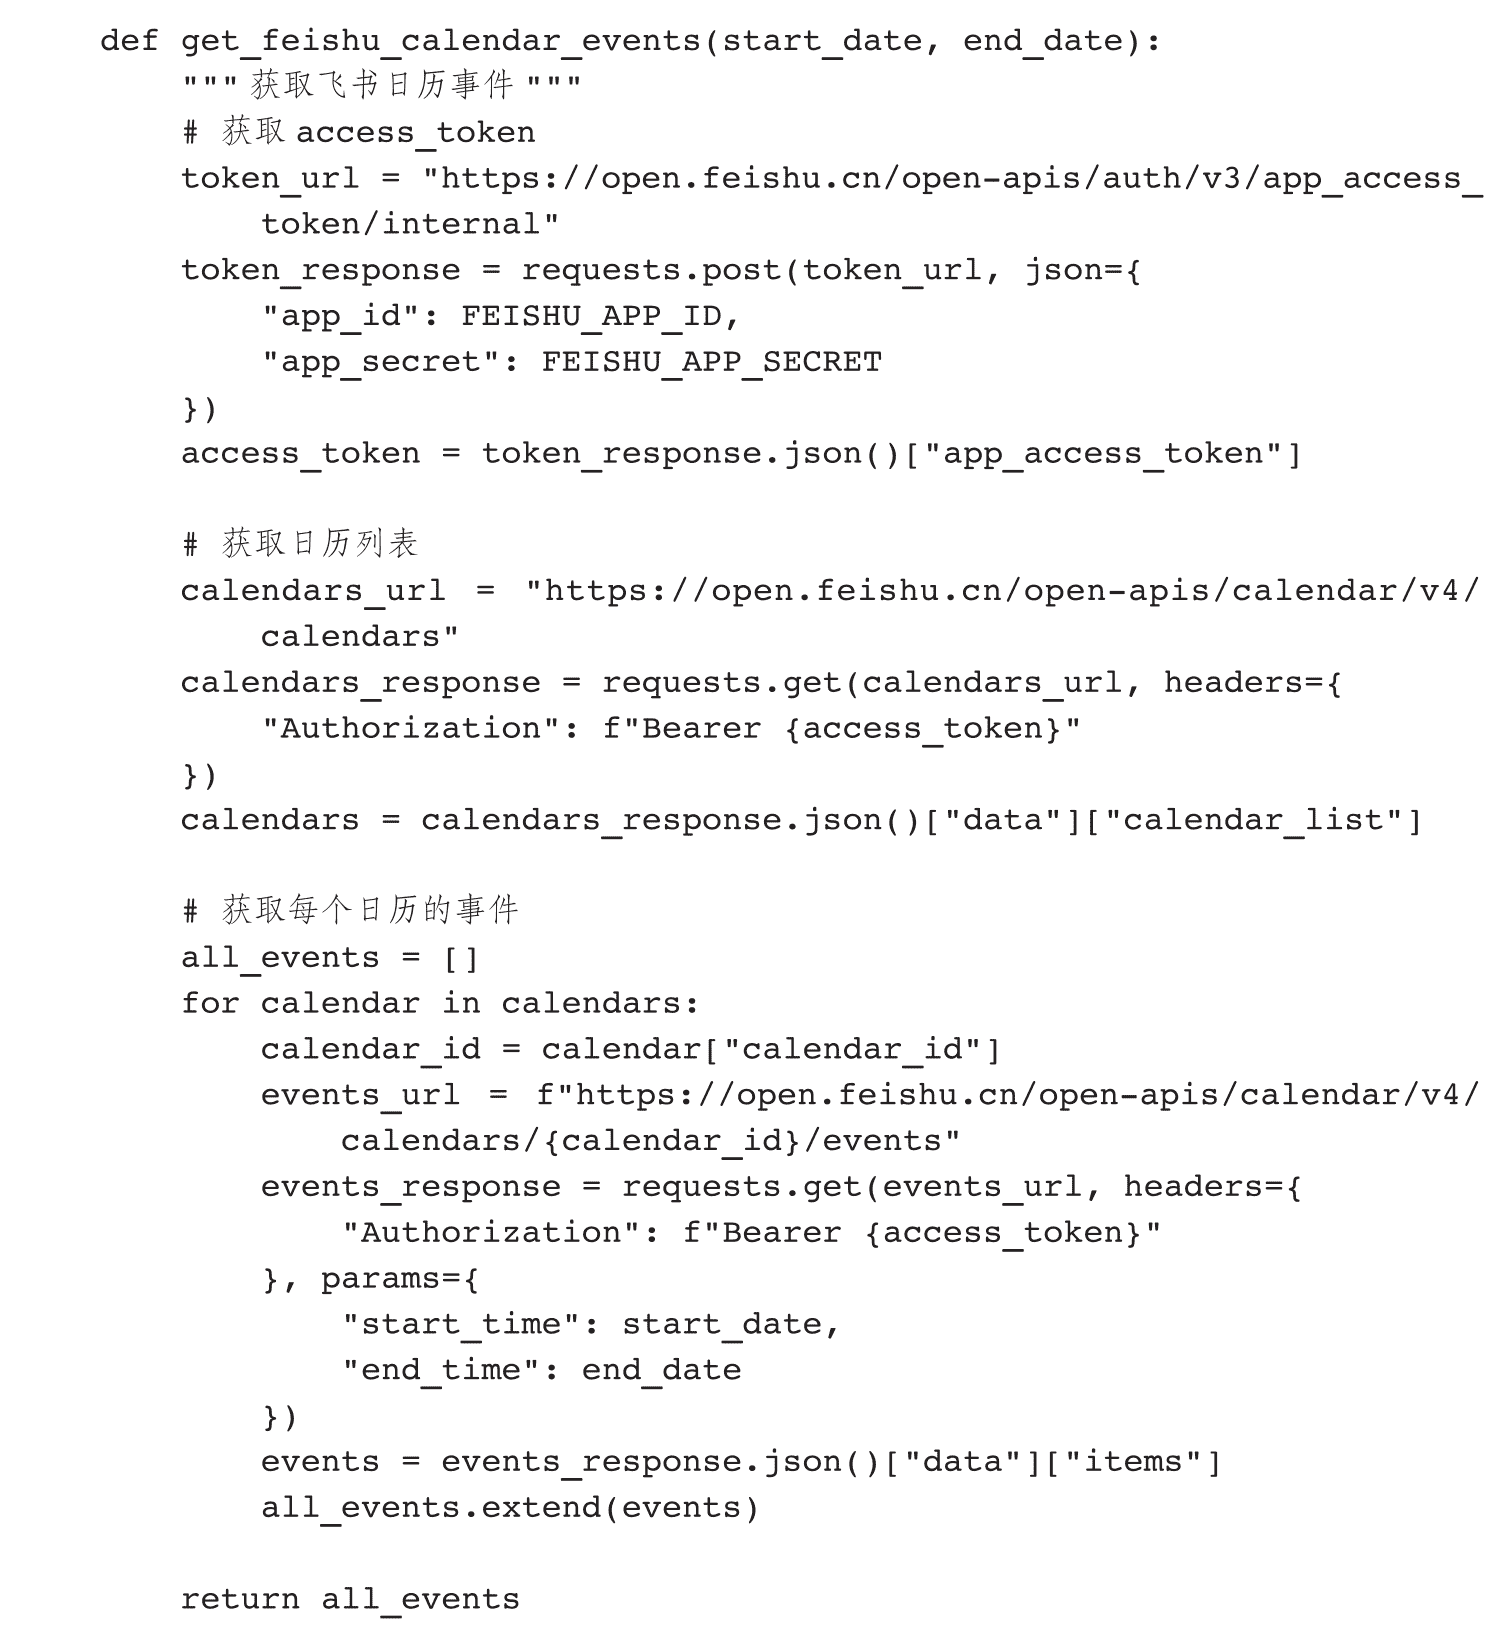 def get_feishu_calendar_events(start_date, end_date):
    """获取飞书日历事件"""
    # 获取 access_token
    token_url = "https://open.feishu.cn/open-apis/auth/v3/app_access_
        token/internal"
    token_response = requests.post(token_url, json={
        "app_id": FEISHU_APP_ID,
        "app_secret": FEISHU_APP_SECRET
    })
    access_token = token_response.json()["app_access_token"]

    # 获取日历列表
    calendars_url = "https://open.feishu.cn/open-apis/calendar/v4/
        calendars"
    calendars_response = requests.get(calendars_url, headers={
        "Authorization": f"Bearer {access_token}"
    })
    calendars = calendars_response.json()["data"]["calendar_list"]

    # 获取每个日历的事件
    all_events = []
    for calendar in calendars:
        calendar_id = calendar["calendar_id"]
        events_url = f"https://open.feishu.cn/open-apis/calendar/v4/
            calendars/{calendar_id}/events"
        events_response = requests.get(events_url, headers={
            "Authorization": f"Bearer {access_token}"
        }, params={
            "start_time": start_date,
            "end_time": end_date
        })
        events = events_response.json()["data"]["items"]
        all_events.extend(events)

    return all_events